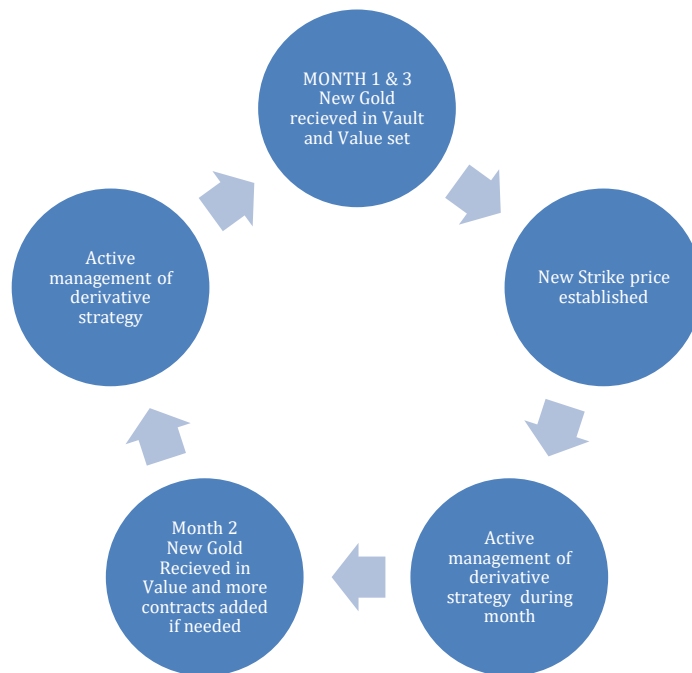 MONTH 1 & 3
New Gold
recieved in Vault
and Value set
New Strike price
established
Active
management of
derivative
strategy during
month
Month 2
New Gold
Recieved in
Value and more
contracts added
if needed
Active
management of
derivative
strategy